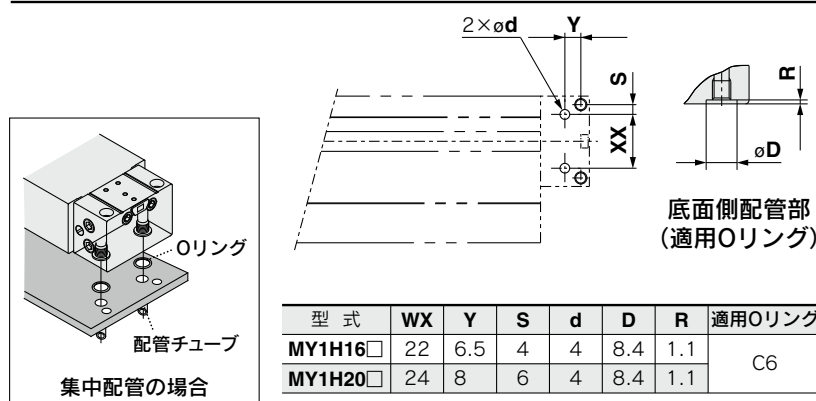 2×ød
Y
S
XX
R
øD
底面側配管部
(適用Oリング)
Oリング
配管チューブ
集中配管の場合
型 式 WX Y S d D R 適用Oリング
MY1H16□ 22 6.5 4 4 8.4 1.1 C6
MY1H20□ 24 8 6 4 8.4 1.1